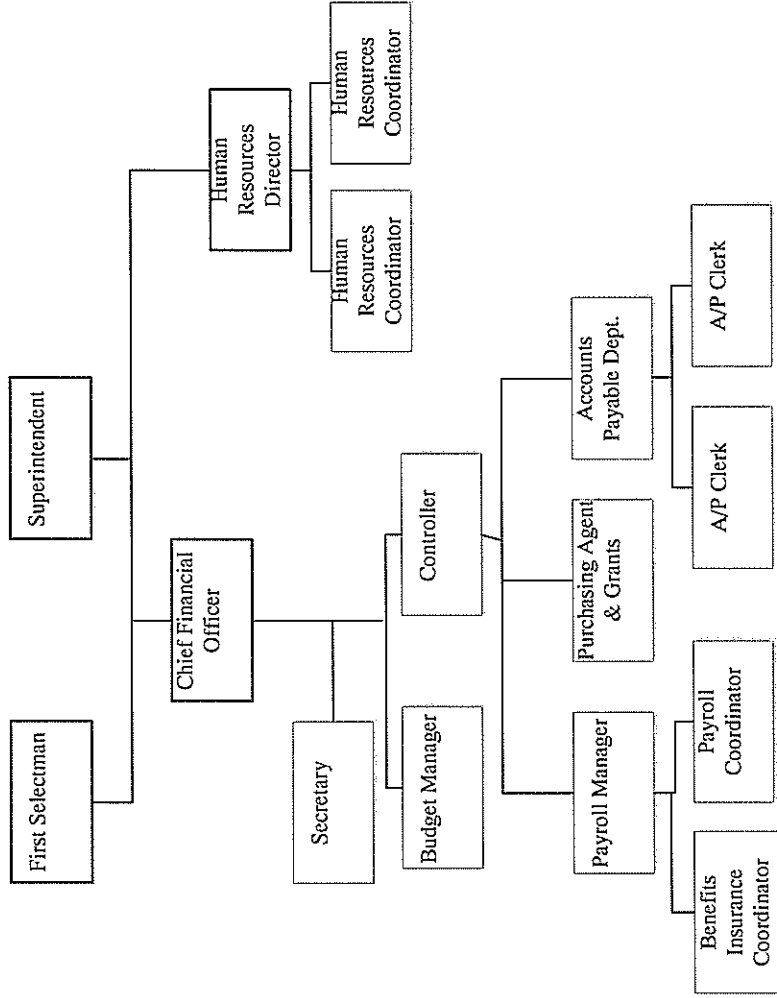 First Selectman
Superintendent
Chief Financial
Officer
Human
Resources
Director
Secretary
Human
Resources
Coordinator
Human
Resources
Coordinator
Budget Manager
Controller
Payroll Manager
Purchasing Agent
& Grants
Accounts
Payable Dept.
Benefits
Insurance
Coordinator
Payroll
Coordinator
A/P Clerk
A/P Clerk